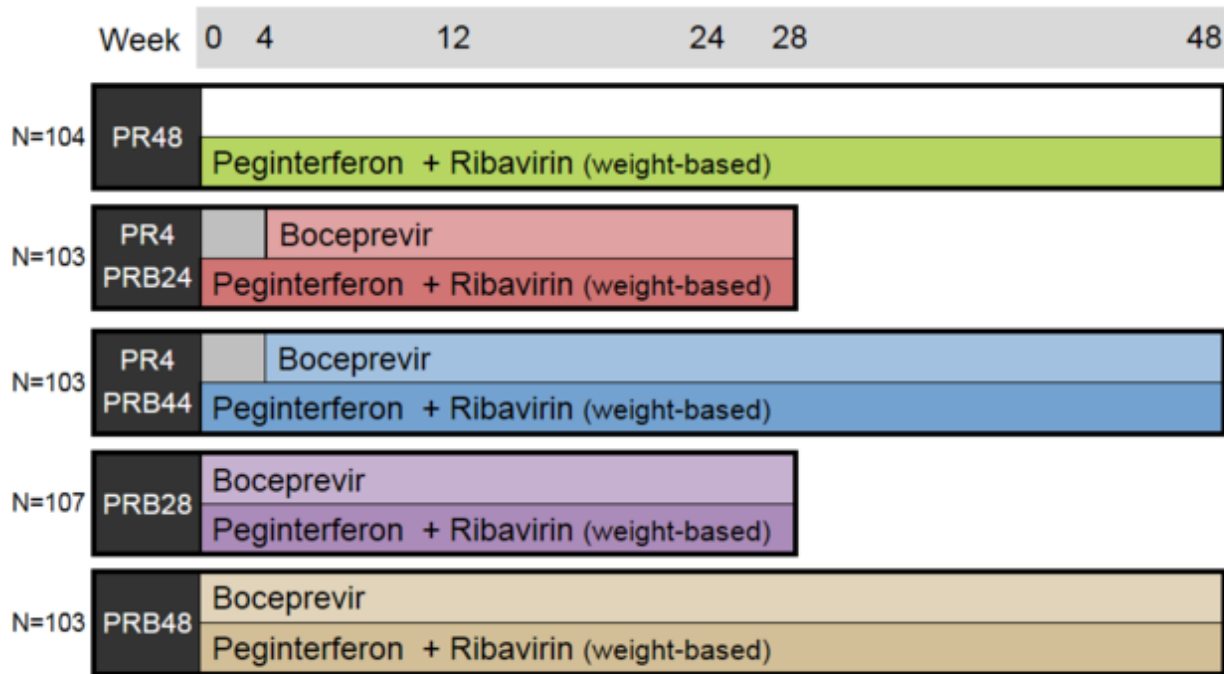 Week 0 4 12 24 28 48
N=104 PR48
Peginterferon + Ribavirin (weight-based)
N=103 PR4 PRB24
Boceprevir
Peginterferon + Ribavirin (weight-based)
N=103 PR4 PRB44
Boceprevir
Peginterferon + Ribavirin (weight-based)
N=107 PRB28
Boceprevir
Peginterferon + Ribavirin (weight-based)
N=103 PRB48
Boceprevir
Peginterferon + Ribavirin (weight-based)